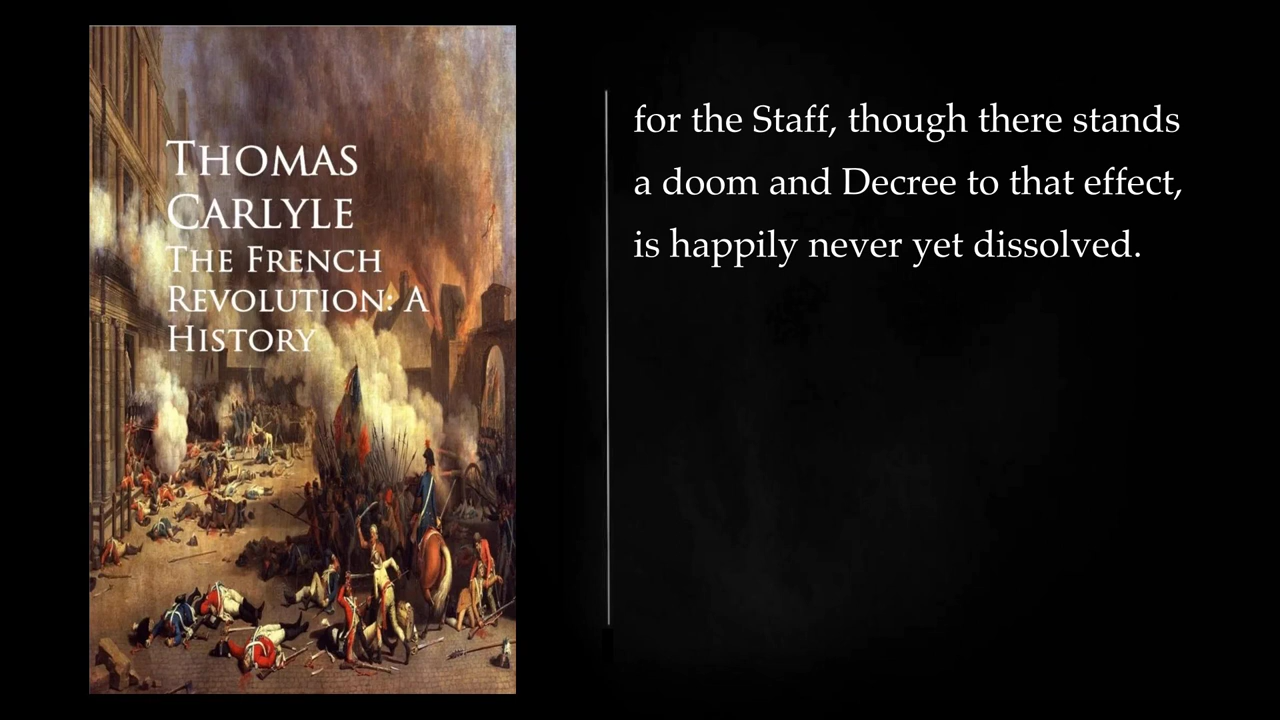 THOMAS
CARLYLE
THE FRENCH
REVOLUTION: A
HISTORY
for the Staff, though there stands
a doom and Decree to that effect,
is happily never yet dissolved.